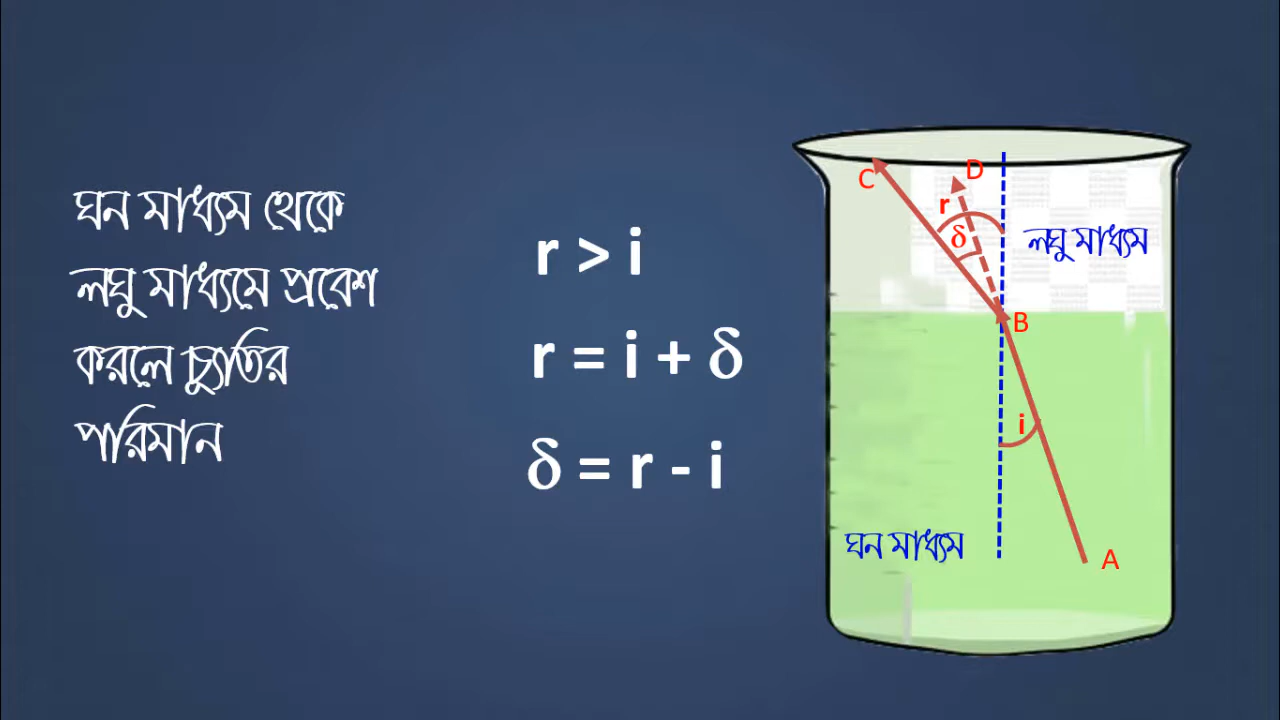 ঘন মাধ্যম থেকে
লঘু মাধ্যমে প্রবেশ
করলে চ্যুতির
পরিমান
r > i
r = i + δ
δ = r - i
C
D
r
δ
লঘু মাধ্যম
B
i
ঘন মাধ্যম
A